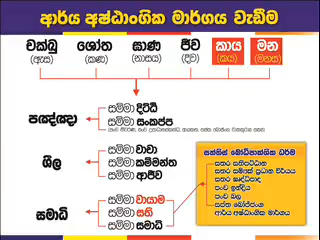 ආර්ය අෂ්ඨාංගික මාර්ගය වැඩීම
චක්ඛු ශෝත ඝාණ ජීව කාය මන
(ඇස) (කණ) (නාසය) (දිව) (කය) (මනස)
පඤ්ඤා
සම්මා දිට්ඨි
සම්මා සංකප්ප
ශීල
සම්මා වාචා
සම්මා කම්මන්ත
සම්මා ආජීව
සමාධි
සම්මා වායාම
සම්මා සති
සම්මා සමාධි
සත්තිස් බෝධිපාක්ෂික ධර්ම
සතර සතිපට්ඨාන
සතර සම්‍යක් ප්‍රධාන වීර්යය
සතර ඍද්ධිපාද
පංච ඉන්ද්‍රිය
පංච බල
සප්ත බොජ්ඣංග
ආර්ය අෂ්ඨාංගික මාර්ගය